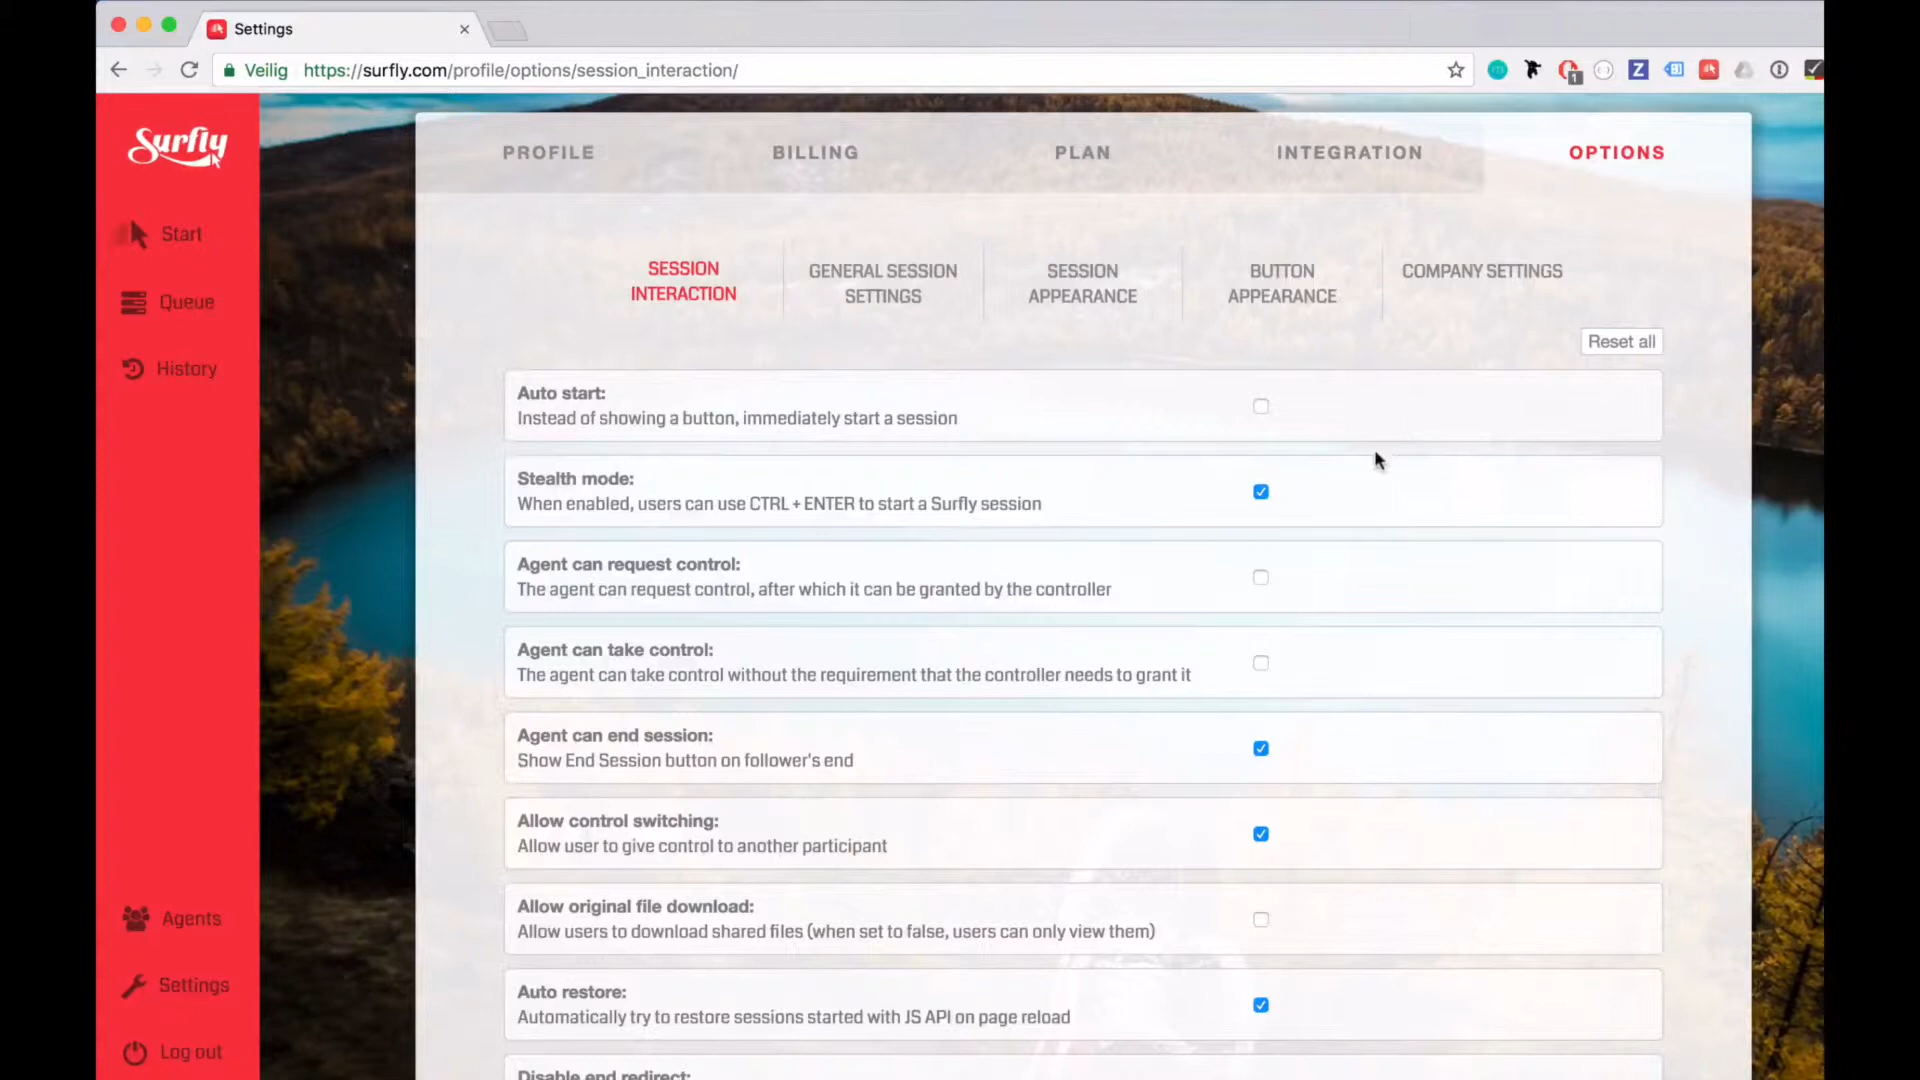 Settings
Veilig https://surfly.com/profile/options/session_interaction/
1
Z
Surfly
Start
Queue
History
Agents
Settings
Log out
PROFILE
BILLING
PLAN
INTEGRATION
OPTIONS
SESSION
INTERACTION
GENERAL SESSION
SETTINGS
SESSION
APPEARANCE
BUTTON
APPEARANCE
COMPANY SETTINGS
Reset all
Auto start:
Instead of showing a button, immediately start a session
Stealth mode:
When enabled, users can use CTRL + ENTER to start a Surfly session
Agent can request control:
The agent can request control, after which it can be granted by the controller
Agent can take control:
The agent can take control without the requirement that the controller needs to grant it
Agent can end session:
Show End Session button on follower's end
Allow control switching:
Allow user to give control to another participant
Allow original file download:
Allow users to download shared files (when set to false, users can only view them)
Auto restore:
Automatically try to restore sessions started with JS API on page reload
Disable end redirect: